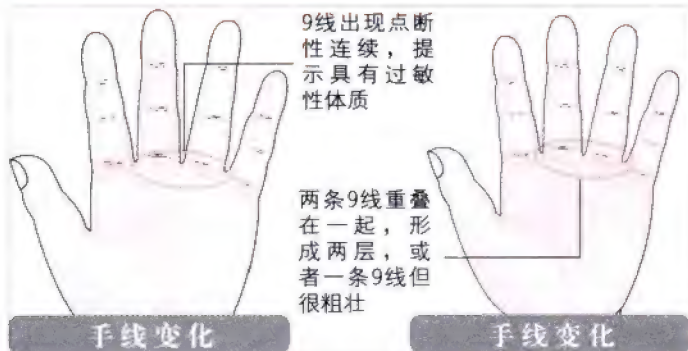 9线出现点断
性连续，提
示具有过敏
性体质
两条9线重叠
在一起，形
成两层，或
者一条9线但
很粗壮
手线变化
手线变化